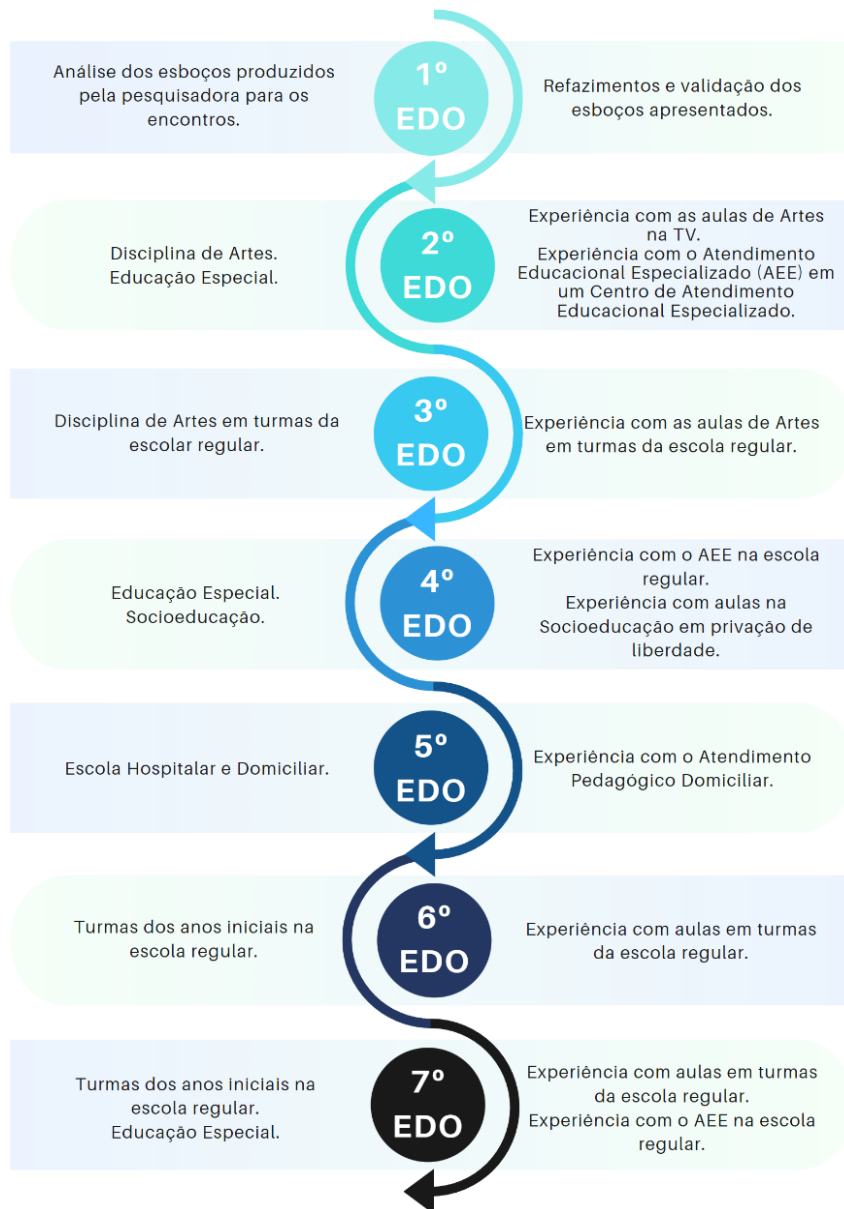 Análise dos esboços produzidos
pela pesquisadora para os
encontros.
1º
EDO
Refazimentos e validação dos
esboços apresentados.
Disciplina de Artes.
Educação Especial.
2º
EDO
Experiência com as aulas de Artes
na TV.
Experiência com o Atendimento
Educacional Especializado (AEE) em
um Centro de Atendimento
Educacional Especializado.
Disciplina de Artes em turmas da
escolar regular.
3º
EDO
Experiência com as aulas de Artes
em turmas da escola regular.
Educação Especial.
Socioeducação.
4º
EDO
Experiência com o AEE na escola
regular.
Experiência com aulas na
Socioeducação em privação de
liberdade.
Escola Hospitalar e Domiciliar.
5º
EDO
Experiência com o Atendimento
Pedagógico Domiciliar.
Turmas dos anos iniciais na
escola regular.
6º
EDO
Experiência com aulas em turmas
da escola regular.
Turmas dos anos iniciais na
escola regular.
Educação Especial.
7º
EDO
Experiência com aulas em turmas
da escola regular.
Experiência com o AEE na escola
regular.